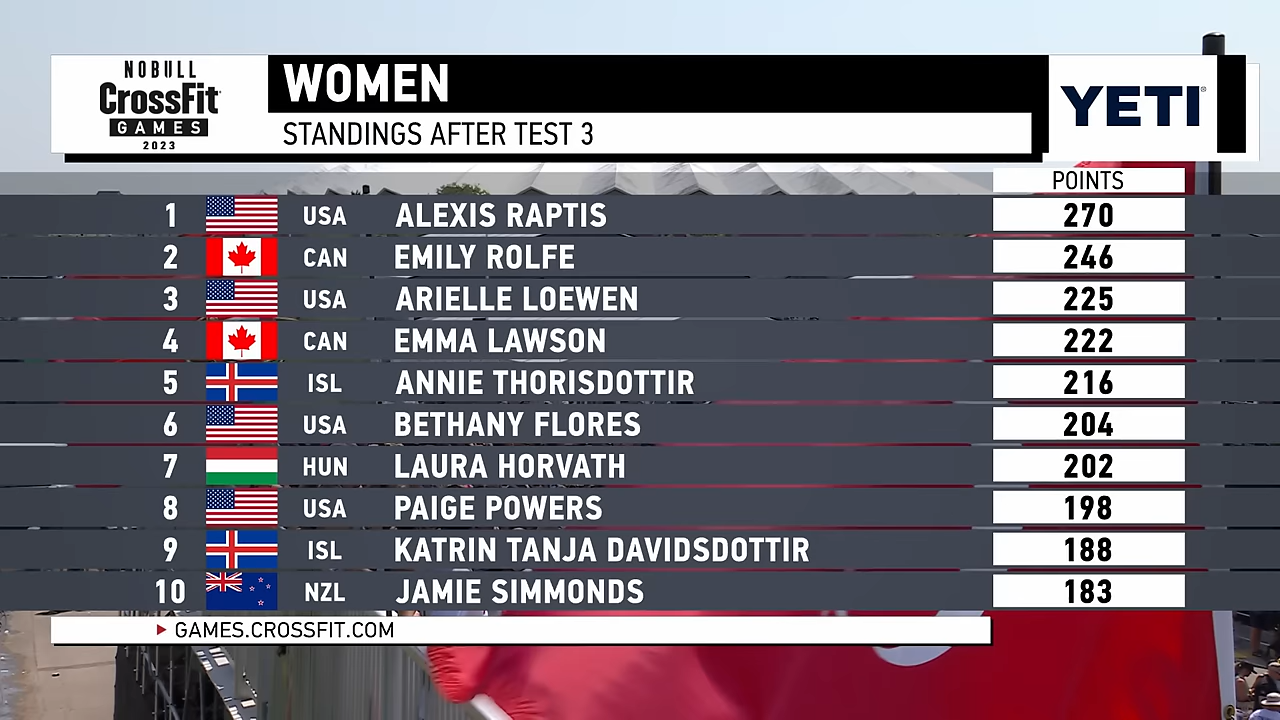 NOBULL
CrossFit
GAMES
2023
WOMEN
STANDINGS AFTER TEST 3
YETI
POINTS
1 USA ALEXIS RAPTIS 270
2 CAN EMILY ROLFE 246
3 USA ARIELLE LOEWEN 225
4 CAN EMMA LAWSON 222
5 ISL ANNIE THORISDOTTIR 216
6 USA BETHANY FLORES 204
7 HUN LAURA HORVATH 202
8 USA PAIGE POWERS 198
9 ISL KATRIN TANJA DAVIDSDOTTIR 188
10 NZL JAMIE SIMMONDS 183
GAMES.CROSSFIT.COM